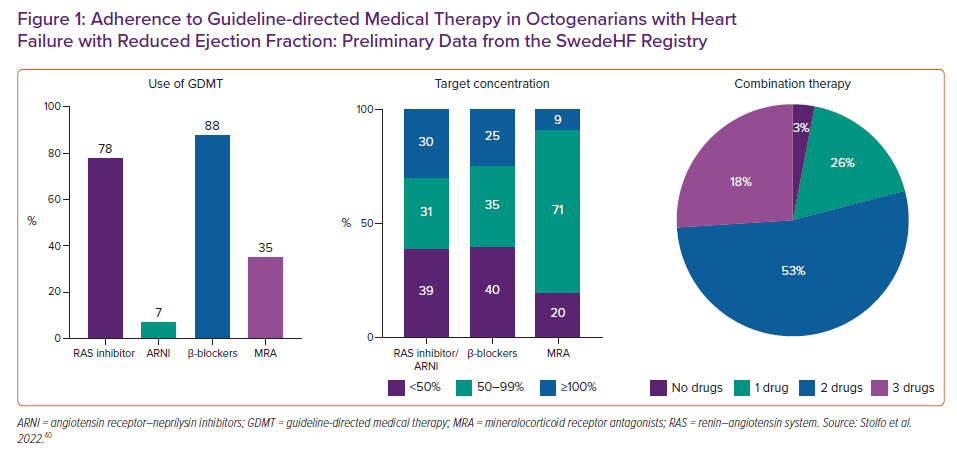 Figure 1: Adherence to Guideline-directed Medical Therapy in Octogenarians with Heart
Failure with Reduced Ejection Fraction: Preliminary Data from the SwedeHF Registry
Use of GDMT
100
80
60
40
20
0
%
78
7
88
35
RAS inhibitor ARNI β-blockers MRA
Target concentration
100
50
0
%
30
31
39
25
35
40
9
71
20
RAS inhibitor/ β-blockers MRA
ARNI
<50% 50–99% ≥100%
Combination therapy
3%
26%
53%
18%
No drugs 1 drug 2 drugs 3 drugs
ARNI = angiotensin receptor–neprilysin inhibitors; GDMT = guideline-directed medical therapy; MRA = mineralocorticoid receptor antagonists; RAS = renin–angiotensin system. Source: Stolfo et al.
2022.⁴⁰